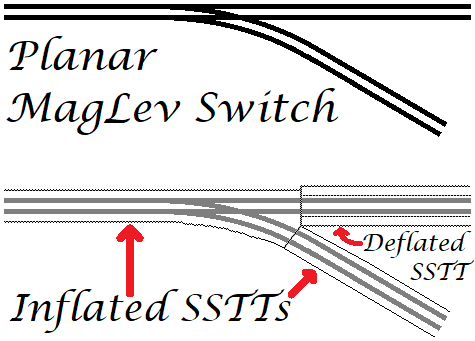 Planar
MagLev Switch
Deflated
SSTT
Inflated SSTTs